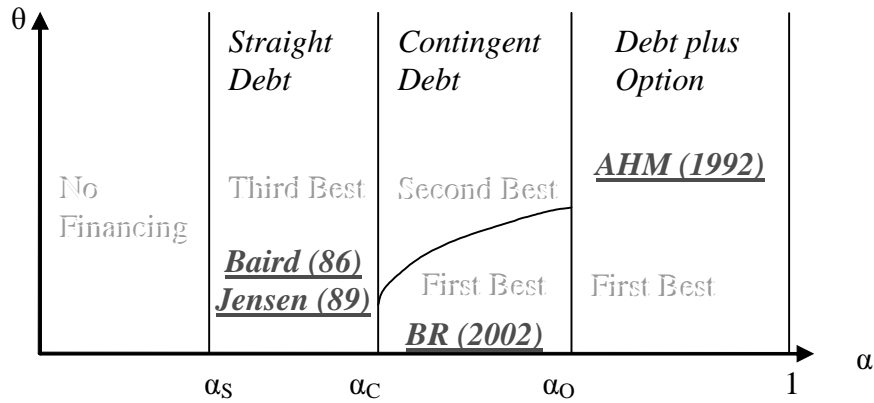 θ
Straight
Debt
Contingent
Debt
Debt plus
Option
AHM (1992)
No
Financing
Third Best
Second Best
Baird (86)
Jensen (89)
First Best
First Best
BR (2002)
α
αS
αC
αO
1